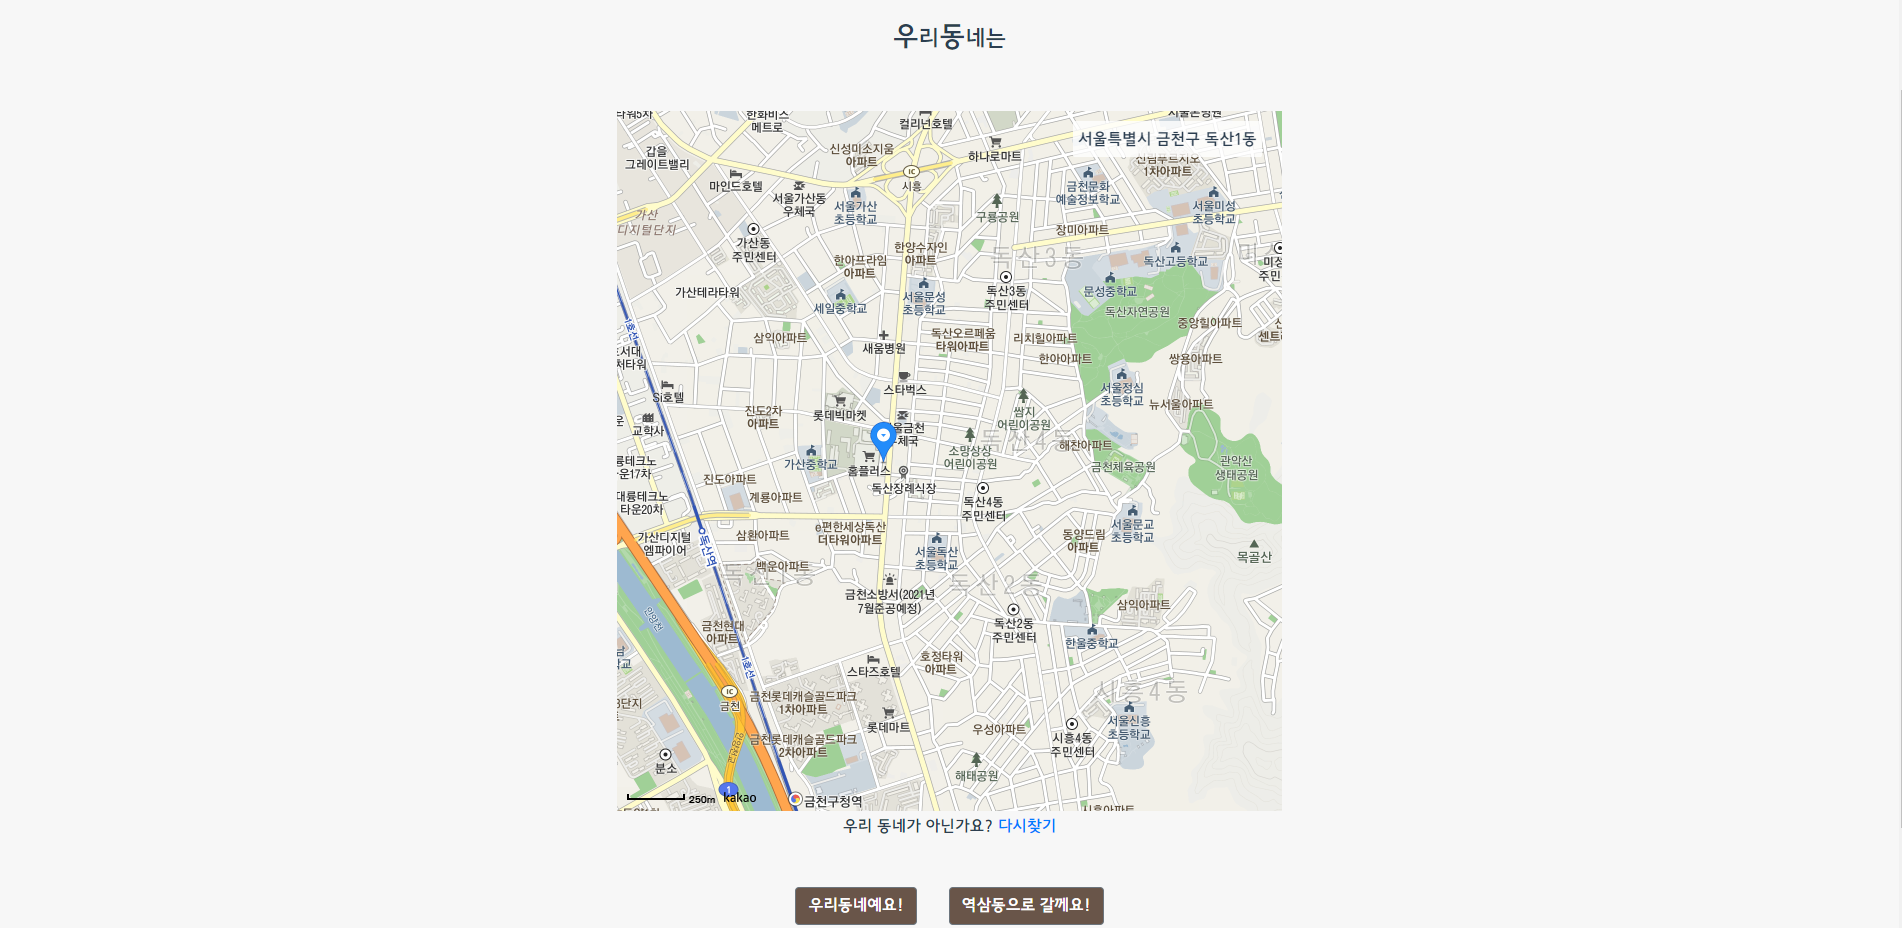 우리동네는
타워5차
한화비즈
메트로
컬리넌호텔
서울특별시 금천구 독산1동
갑을
그레이트밸리
신성미소지움
아파트
하나로마트
1차아파트
마인드호텔
서울가산동
우체국
IC
시흥
금천문화
예술정보학교
서울가산
초등학교
서울미성
초등학교
가산
디지털단지
구룡공원
장미아파트
가산동
주민센터
한양수자인
아파트
독산3동
독산고등학교
한아프라임
아파트
독산3동
주민센터
문성중학교
가산테라타워
세일중학교
서울문성
초등학교
독산자연공원
중앙힐아파트
1호선
삼익아파트
새움병원
독산오르페움
타워아파트
리치힐아파트
한아아파트
쌍용아파트
스타벅스
서울정심
초등학교
Si호텔
롯데빅마켓
진도2차
아파트
쌈지
어린이공원
뉴서울아파트
교학사
독산4동
해찬아파트
소망상상
어린이공원
가산중학교
홈플러스
금천체육공원
관악산
생태공원
진도아파트
독산장례식장
계룡아파트
독산4동
주민센터
e편한세상독산
더타워아파트
삼환아파트
가산디지털
엠파이어
동양드림
아파트
서울문교
초등학교
독산역
서울독산
초등학교
목골산
백운아파트
독산2동
금천소방서(2021년
7월준공예정)
안양천
삼익아파트
독산2동
주민센터
한울중학교
금천현대
아파트
1호선
호정타워
아파트
스타즈호텔
시흥4동
IC
금천
금천롯데캐슬골드파크
1차아파트
롯데마트
우성아파트
서울신흥
초등학교
시흥4동
주민센터
금천롯데캐슬골드파크
2차아파트
분소
해태공원
1
250m
kakao
금천구청역
우리 동네가 아닌가요? 다시찾기
우리동네예요!
역삼동으로 갈께요!